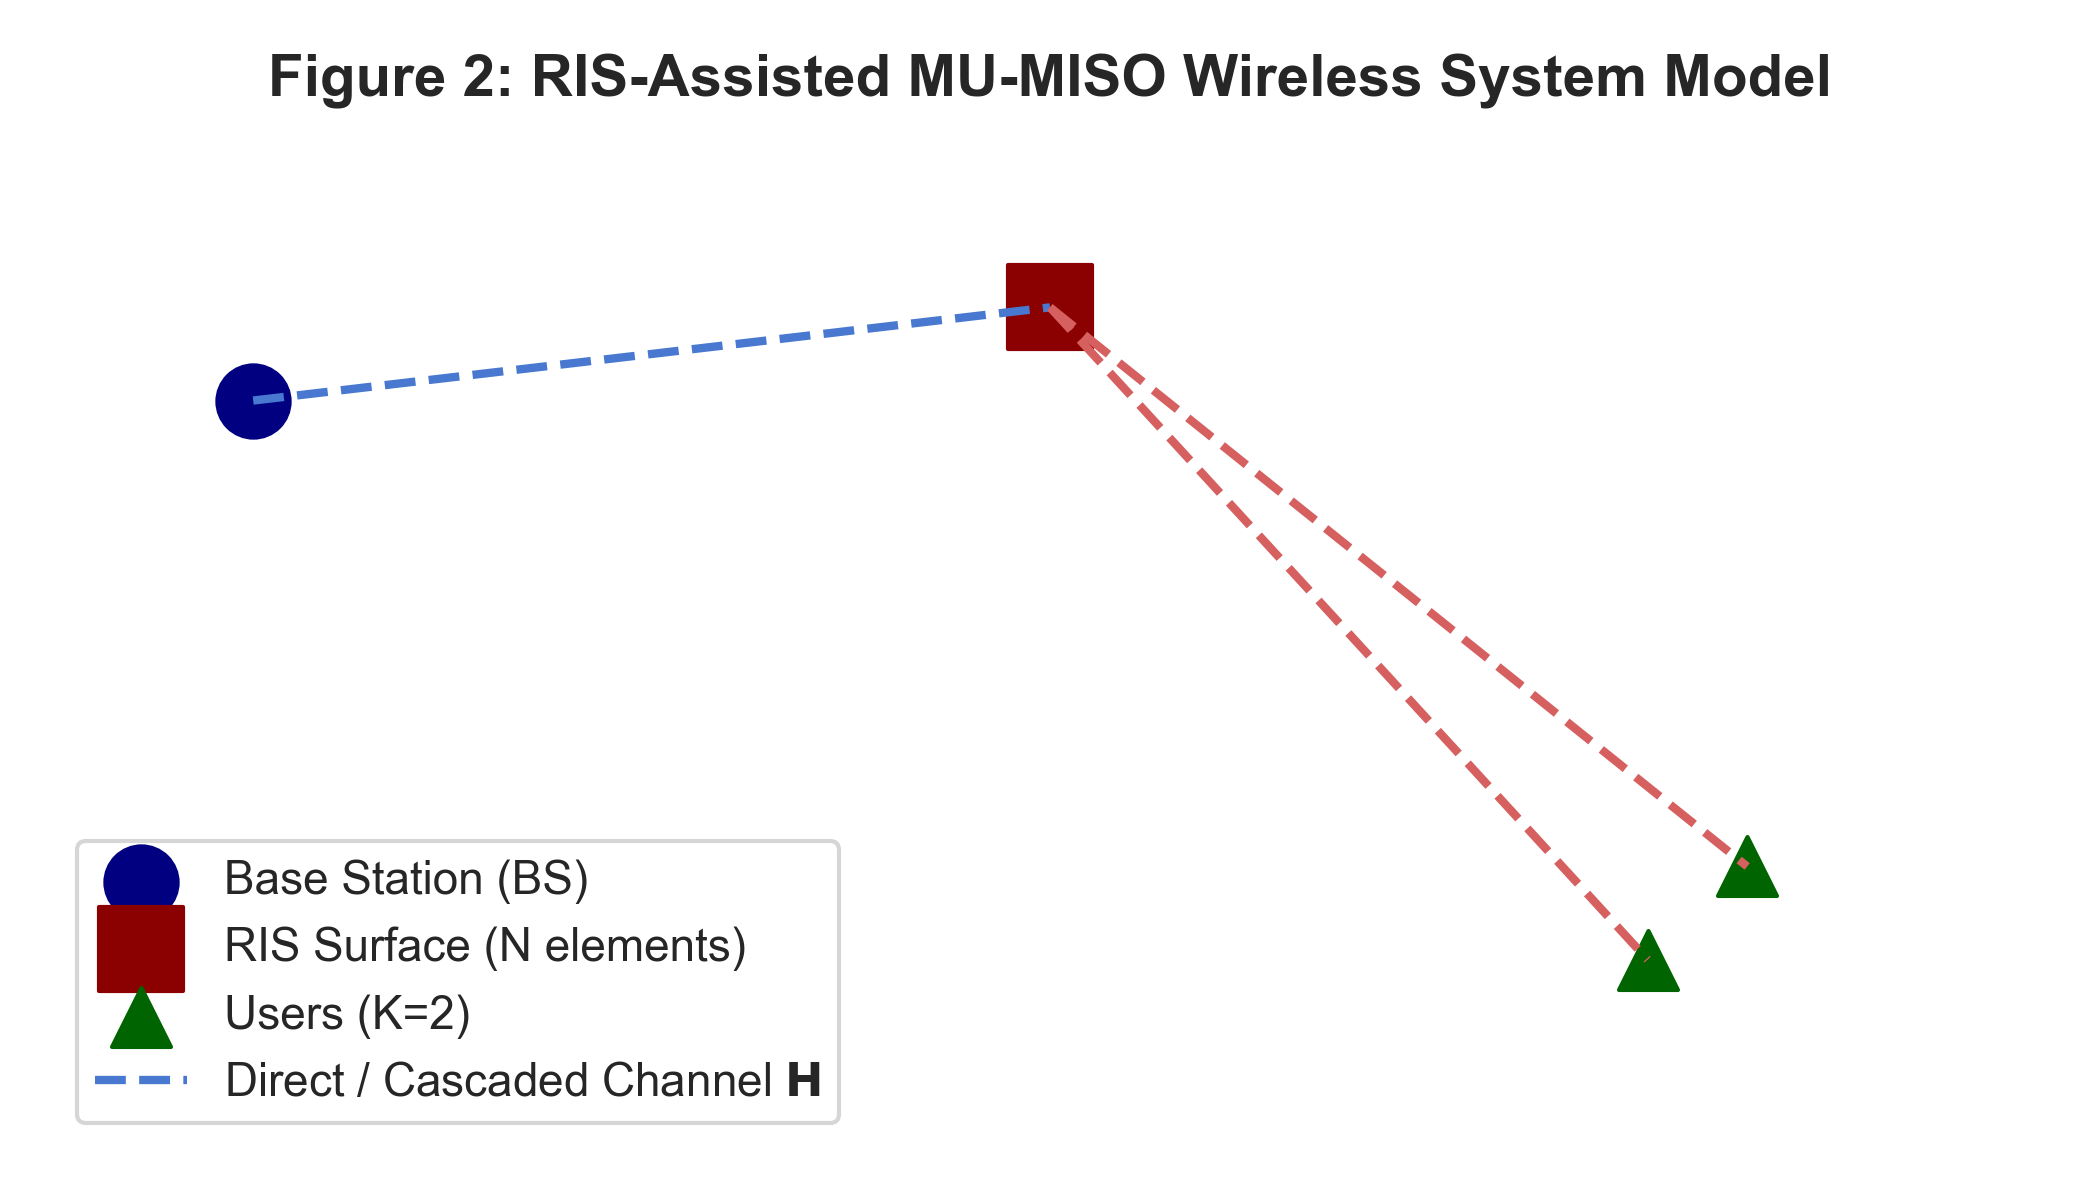 Figure 2: RIS-Assisted MU-MISO Wireless System Model
Base Station (BS)
RIS Surface (N elements)
Users (K=2)
Direct / Cascaded Channel H